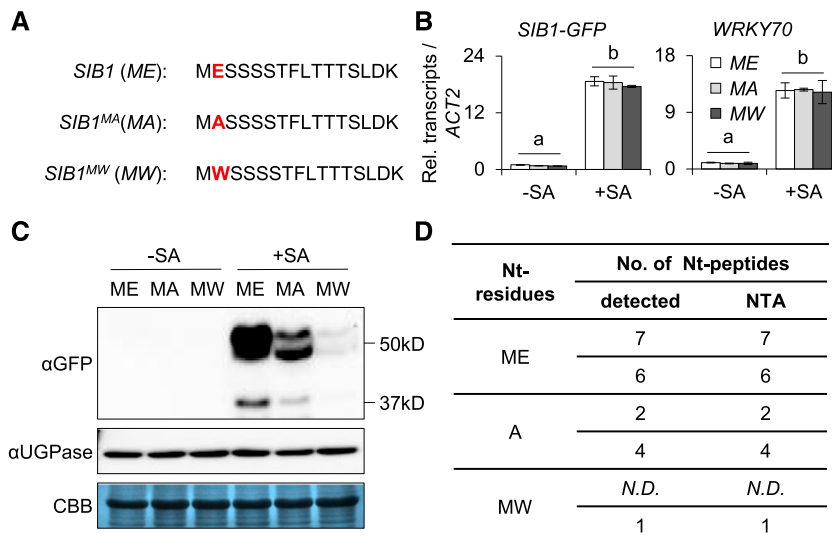 A
SIB1 (ME): MESSSSTFLTTTSLDK
SIB1MA(MA): MASSSSTFLTTTSLDK
SIB1MW (MW): MWSSSSTFLTTTSLDK
B
SIB1-GFP
WRKY70
Rel. transcripts /
ACT2
24
12
0
a
b
-SA
+SA
18
12
6
0
a
b
ME
MA
MW
-SA
+SA
C
-SA +SA
ME MA MW ME MA MW
αGFP
50kD
37kD
αUGPase
CBB
D
Nt-
residues
No. of Nt-peptides
detected NTA
ME
7 7
6 6
A
2 2
4 4
MW
N.D. N.D.
1 1